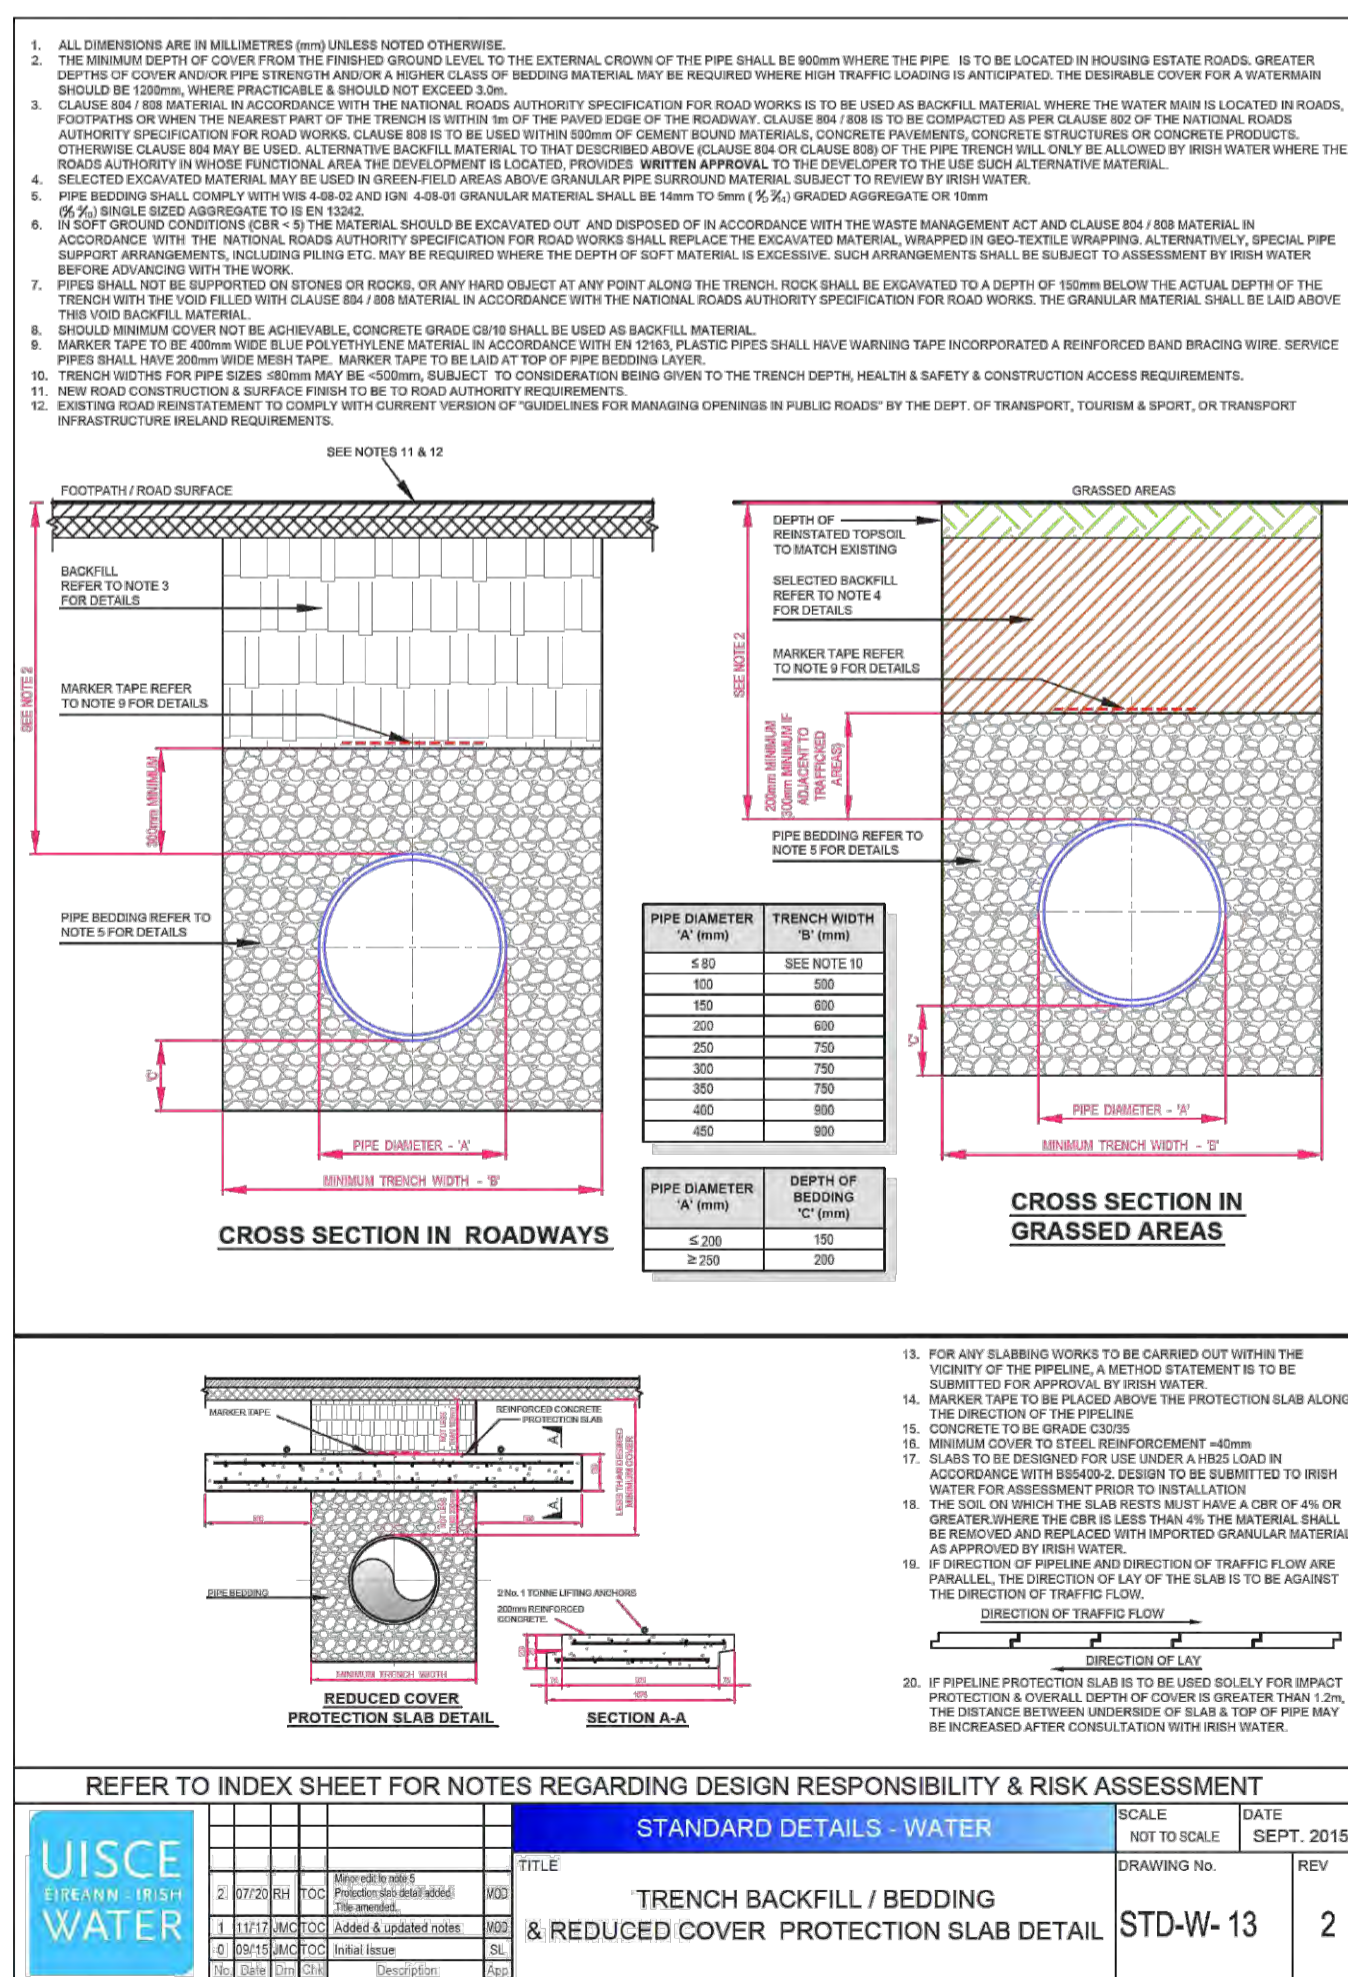 1. ALL DIMENSIONS ARE IN MILLIMETRES (mm) UNLESS NOTED OTHERWISE.
2. THE MINIMUM DEPTH OF COVER FROM THE FINISHED GROUND LEVEL TO THE EXTERNAL CROWN OF THE PIPE SHALL BE 900mm WHERE THE PIPE IS TO BE LOCATED IN HOUSING ESTATE ROADS. GREATER
DEPTHS OF COVER AND/OR PIPE STRENGTH AND/OR A HIGHER CLASS OF BEDDING MATERIAL MAY BE REQUIRED WHERE HIGH TRAFFIC LOADING IS ANTICIPATED. THE DESIRABLE COVER FOR A WATERMAIN
SHOULD BE 1200mm, WHERE PRACTICABLE & SHOULD NOT EXCEED 3.0m.
3. CLAUSE 804 / 808 MATERIAL IN ACCORDANCE WITH THE NATIONAL ROADS AUTHORITY SPECIFICATION FOR ROAD WORKS IS TO BE USED AS BACKFILL MATERIAL WHERE THE WATER MAIN IS LOCATED IN ROADS,
FOOTPATHS OR WHEN THE NEAREST PART OF THE TRENCH IS WITHIN 1m OF THE PAVED EDGE OF THE ROADWAY. CLAUSE 804 / 808 IS TO BE COMPACTED AS PER CLAUSE 802 OF THE NATIONAL ROADS
AUTHORITY SPECIFICATION FOR ROAD WORKS. CLAUSE 808 IS TO BE USED WITHIN 500mm OF CEMENT BOUND MATERIALS, CONCRETE PAVEMENTS, CONCRETE STRUCTURES OR CONCRETE PRODUCTS.
OTHERWISE CLAUSE 804 MAY BE USED. ALTERNATIVE BACKFILL MATERIAL TO THAT DESCRIBED ABOVE (CLAUSE 804 OR CLAUSE 808) OF THE PIPE TRENCH WILL ONLY BE ALLOWED BY IRISH WATER WHERE THE
ROADS AUTHORITY IN WHOSE FUNCTIONAL AREA THE DEVELOPMENT IS LOCATED, PROVIDES WRITTEN APPROVAL TO THE DEVELOPER TO THE USE SUCH ALTERNATIVE MATERIAL.
4. SELECTED EXCAVATED MATERIAL MAY BE USED IN GREEN-FIELD AREAS ABOVE GRANULAR PIPE SURROUND MATERIAL SUBJECT TO REVIEW BY IRISH WATER.
5. PIPE BEDDING SHALL COMPLY WITH WIS 4-08-02 AND IGN 4-08-01 GRANULAR MATERIAL SHALL BE 14mm TO 5mm GRADED AGGREGATE OR 10mm
SINGLE SIZED AGGREGATE TO IS EN 13242.
6. IN SOFT GROUND CONDITIONS (CBR < 5) THE MATERIAL SHOULD BE EXCAVATED OUT AND DISPOSED OF IN ACCORDANCE WITH THE WASTE MANAGEMENT ACT AND CLAUSE 804 / 808 MATERIAL IN
ACCORDANCE WITH THE NATIONAL ROADS AUTHORITY SPECIFICATION FOR ROAD WORKS SHALL REPLACE THE EXCAVATED MATERIAL, WRAPPED IN GEO-TEXTILE WRAPPING. ALTERNATIVELY, SPECIAL PIPE
SUPPORT ARRANGEMENTS, INCLUDING PILING ETC. MAY BE REQUIRED WHERE THE DEPTH OF SOFT MATERIAL IS EXCESSIVE. SUCH ARRANGEMENTS SHALL BE SUBJECT TO ASSESSMENT BY IRISH WATER
BEFORE ADVANCING WITH THE WORK.
7. PIPES SHALL NOT BE SUPPORTED ON STONES OR ROCKS, OR ANY HARD OBJECT AT ANY POINT ALONG THE TRENCH. ROCK SHALL BE EXCAVATED TO A DEPTH OF 150mm BELOW THE ACTUAL DEPTH OF THE
TRENCH WITH THE VOID FILLED WITH CLAUSE 804 / 808 MATERIAL IN ACCORDANCE WITH THE NATIONAL ROADS AUTHORITY SPECIFICATION FOR ROAD WORKS. THE GRANULAR MATERIAL SHALL BE LAID ABOVE
THIS VOID BACKFILL MATERIAL.
8. SHOULD MINIMUM COVER NOT BE ACHIEVABLE, CONCRETE GRADE C8/10 SHALL BE USED AS BACKFILL MATERIAL.
9. MARKER TAPE TO BE 400mm WIDE BLUE POLYETHYLENE MATERIAL IN ACCORDANCE WITH EN 12163, PLASTIC PIPES SHALL HAVE WARNING TAPE INCORPORATED A REINFORCED BAND BRACING WIRE. SERVICE
PIPES SHALL HAVE 200mm WIDE MESH TAPE. MARKER TAPE TO BE LAID AT TOP OF PIPE BEDDING LAYER.
10. TRENCH WIDTHS FOR PIPE SIZES ≤80mm MAY BE <500mm, SUBJECT TO CONSIDERATION BEING GIVEN TO THE TRENCH DEPTH, HEALTH & SAFETY & CONSTRUCTION ACCESS REQUIREMENTS.
11. NEW ROAD CONSTRUCTION & SURFACE FINISH TO BE TO ROAD AUTHORITY REQUIREMENTS.
12. EXISTING ROAD REINSTATEMENT TO COMPLY WITH CURRENT VERSION OF "GUIDELINES FOR MANAGING OPENINGS IN PUBLIC ROADS" BY THE DEPT. OF TRANSPORT, TOURISM & SPORT, OR TRANSPORT
INFRASTRUCTURE IRELAND REQUIREMENTS.
SEE NOTES 11 & 12
FOOTPATH / ROAD SURFACE
BACKFILL
REFER TO NOTE 3
FOR DETAILS
SEE NOTE 2
MARKER TAPE REFER
TO NOTE 9 FOR DETAILS
300mm MINIMUM
PIPE BEDDING REFER TO
NOTE 5 FOR DETAILS
'C'
PIPE DIAMETER - 'A'
MINIMUM TRENCH WIDTH - 'B'
CROSS SECTION IN ROADWAYS
PIPE DIAMETER 'A' (mm) TRENCH WIDTH 'B' (mm)
≤ 80 SEE NOTE 10
100 500
150 600
200 600
250 750
300 750
350 750
400 900
450 900
PIPE DIAMETER 'A' (mm) DEPTH OF BEDDING 'C' (mm)
≤ 200 150
≥ 250 200
GRASSED AREAS
DEPTH OF
REINSTATED TOPSOIL
TO MATCH EXISTING
SELECTED BACKFILL
REFER TO NOTE 4
FOR DETAILS
SEE NOTE 2
MARKER TAPE REFER
TO NOTE 9 FOR DETAILS
200mm MINIMUM
(300mm MINIMUM IF
ADJACENT TO
TRAFFICKED
AREAS)
PIPE BEDDING REFER TO
NOTE 5 FOR DETAILS
'C'
PIPE DIAMETER - 'A'
MINIMUM TRENCH WIDTH - 'B'
CROSS SECTION IN
GRASSED AREAS
MARKER TAPE
REINFORCED CONCRETE
PROTECTION SLAB
A
A
LESS THAN DESIRED
MINIMUM COVER
PIPE BEDDING
MINIMUM TRENCH WIDTH
REDUCED COVER
PROTECTION SLAB DETAIL
2 No. 1 TONNE LIFTING ANCHORS
200mm REINFORCED
CONCRETE
1075
SECTION A-A
13. FOR ANY SLABBING WORKS TO BE CARRIED OUT WITHIN THE
VICINITY OF THE PIPELINE, A METHOD STATEMENT IS TO BE
SUBMITTED FOR APPROVAL BY IRISH WATER.
14. MARKER TAPE TO BE PLACED ABOVE THE PROTECTION SLAB ALONG
THE DIRECTION OF THE PIPELINE
15. CONCRETE TO BE GRADE C30/35
16. MINIMUM COVER TO STEEL REINFORCEMENT =40mm
17. SLABS TO BE DESIGNED FOR USE UNDER A HB25 LOAD IN
ACCORDANCE WITH BS5400-2. DESIGN TO BE SUBMITTED TO IRISH
WATER FOR ASSESSMENT PRIOR TO INSTALLATION
18. THE SOIL ON WHICH THE SLAB RESTS MUST HAVE A CBR OF 4% OR
GREATER.WHERE THE CBR IS LESS THAN 4% THE MATERIAL SHALL
BE REMOVED AND REPLACED WITH IMPORTED GRANULAR MATERIAL
AS APPROVED BY IRISH WATER.
19. IF DIRECTION OF PIPELINE AND DIRECTION OF TRAFFIC FLOW ARE
PARALLEL, THE DIRECTION OF LAY OF THE SLAB IS TO BE AGAINST
THE DIRECTION OF TRAFFIC FLOW.
DIRECTION OF TRAFFIC FLOW
DIRECTION OF LAY
20. IF PIPELINE PROTECTION SLAB IS TO BE USED SOLELY FOR IMPACT
PROTECTION & OVERALL DEPTH OF COVER IS GREATER THAN 1.2m,
THE DISTANCE BETWEEN UNDERSIDE OF SLAB & TOP OF PIPE MAY
BE INCREASED AFTER CONSULTATION WITH IRISH WATER.
REFER TO INDEX SHEET FOR NOTES REGARDING DESIGN RESPONSIBILITY & RISK ASSESSMENT
UISCE
ÉIREANN - IRISH
WATER
2 07/20 RH TOC Minor edit to note 5 Protection slab detail added Title amended. MOD
1 11/17 JMC TOC Added & updated notes MOD
0 09/15 JMC TOC Initial Issue SL
No. Date Drn Chk Description App
STANDARD DETAILS - WATER
TITLE
TRENCH BACKFILL / BEDDING
& REDUCED COVER PROTECTION SLAB DETAIL
SCALE
NOT TO SCALE
DATE
SEPT. 2015
DRAWING No.
STD-W- 13
REV
2